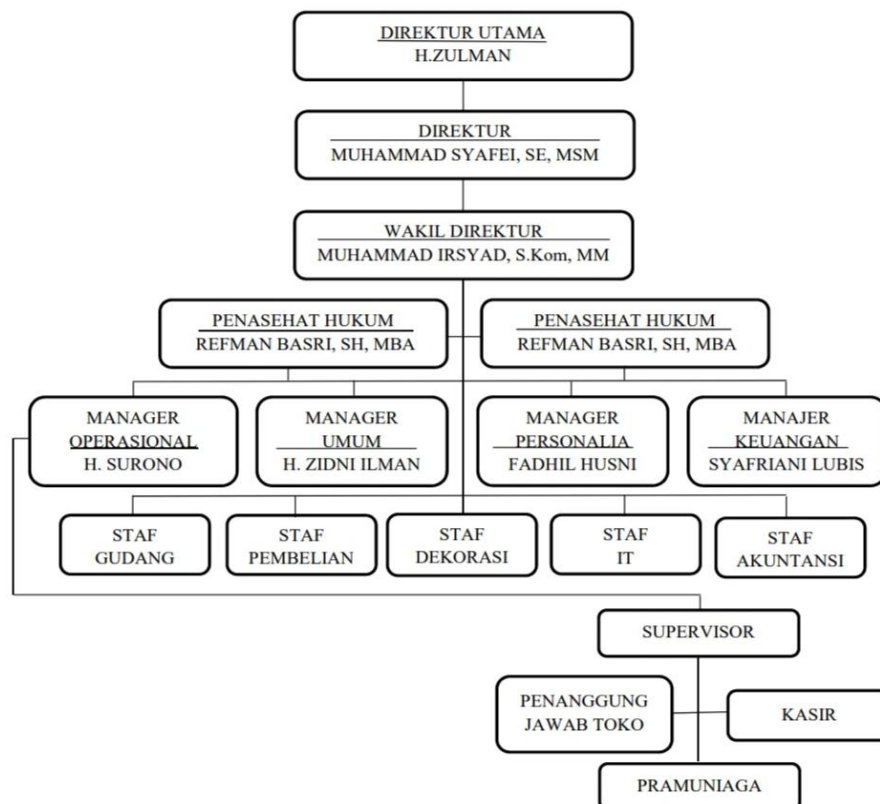 DIREKTUR UTAMA
H.ZULMAN
DIREKTUR
MUHAMMAD SYAFEI, SE, MSM
WAKIL DIREKTUR
MUHAMMAD IRSYAD, S.Kom, MM
PENASEHAT HUKUM
REFMAN BASRI, SH, MBA
PENASEHAT HUKUM
REFMAN BASRI, SH, MBA
MANAGER
OPERASIONAL
H. SURONO
MANAGER
UMUM
H. ZIDNI ILMAN
MANAGER
PERSONALIA
FADHIL HUSNI
MANAJER
KEUANGAN
SYAFRIANI LUBIS
STAF
GUDANG
STAF
PEMBELIAN
STAF
DEKORASI
STAF
IT
STAF
AKUNTANSI
SUPERVISOR
PENANGGUNG
JAWAB TOKO
KASIR
PRAMUNIAGA